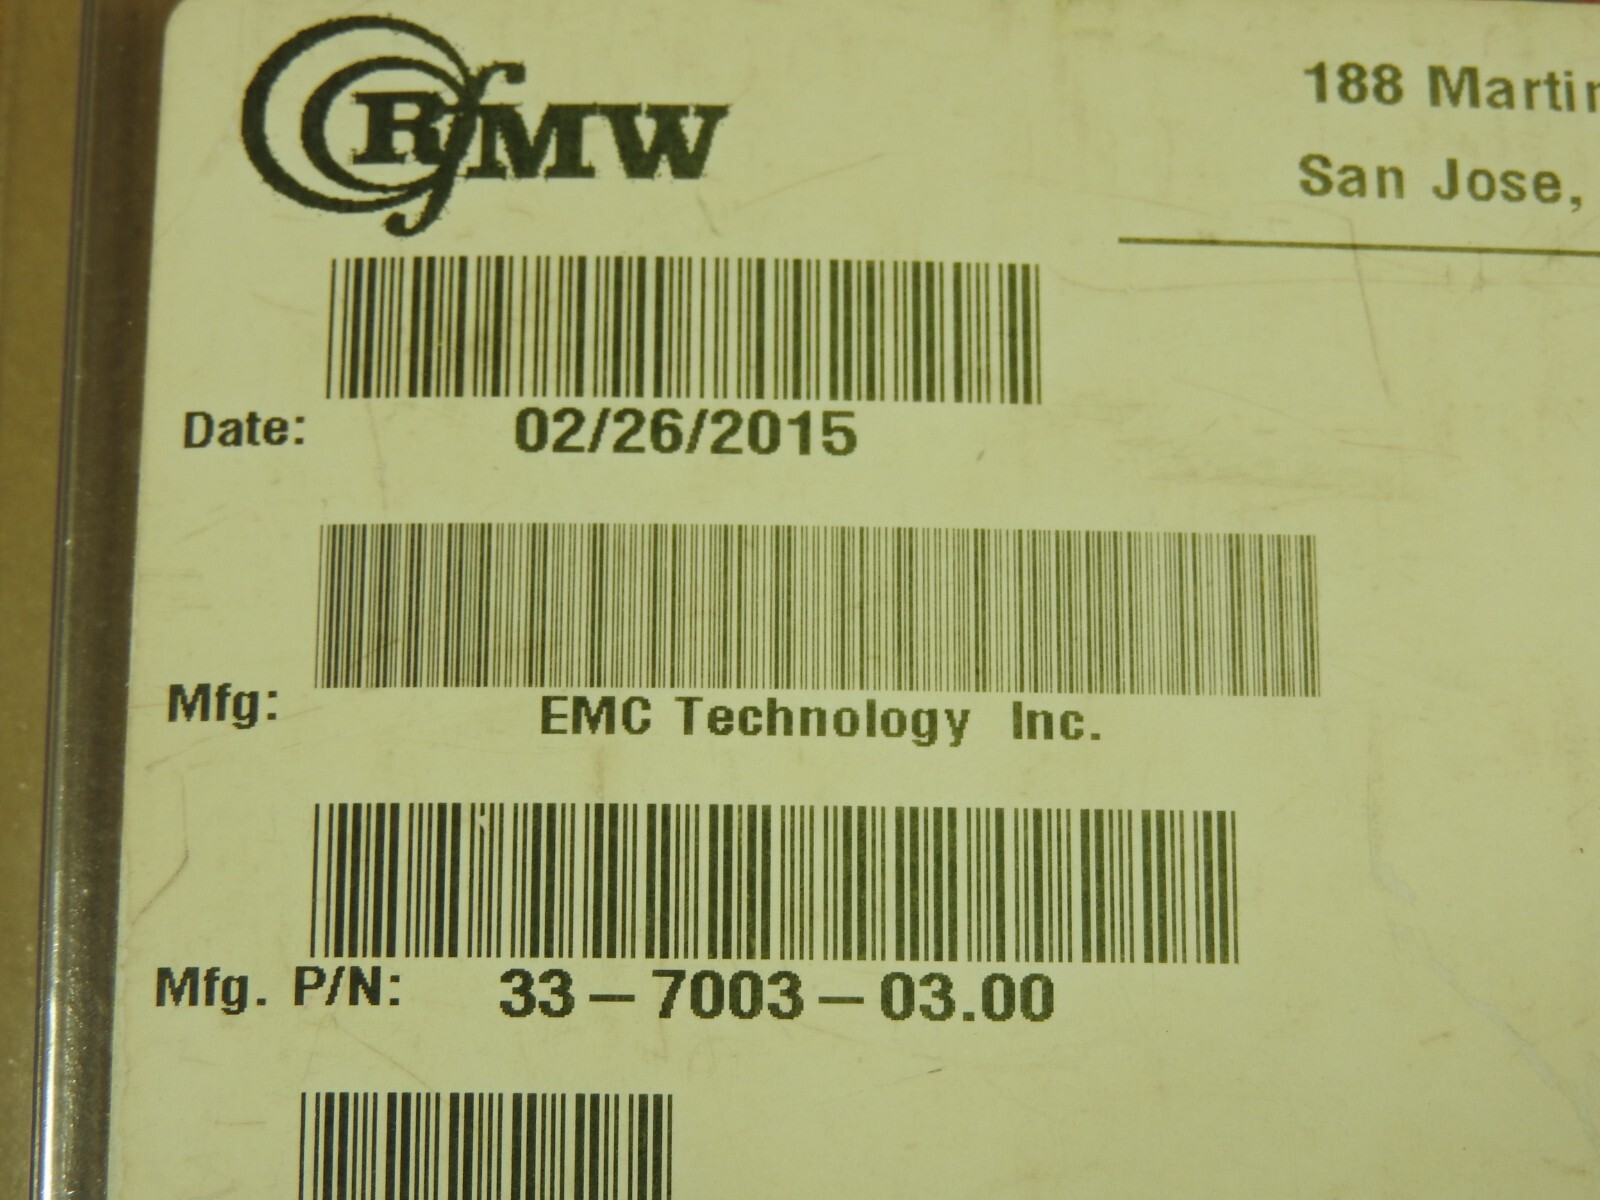 RfMW
188 Martin
San Jose,
Date: 02/26/2015
Mfg: EMC Technology Inc.
Mfg. P/N: 33-7003-03.00